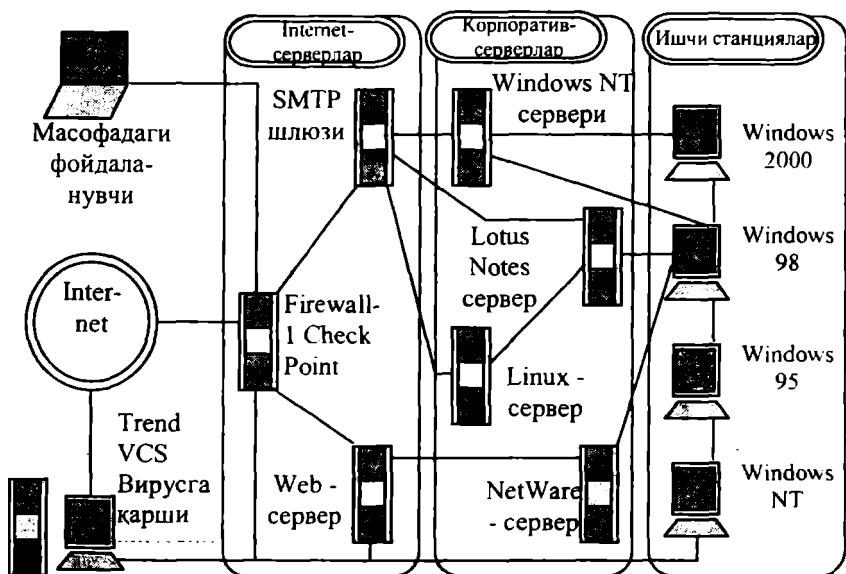 Internet-
серверлар
Корпоратив-
серверлар
Ишчи станциялар
Масофадаги
фойдала-
нувчи
SMTP
шлюзи
Windows NT
сервери
Windows
2000
Inter-
net
Firewall-
1 Check
Point
Lotus
Notes
сервер
Windows
98
Linux -
сервер
Windows
95
Trend
VCS
Вирусга
қарши
Web -
сервер
NetWare
- сервер
Windows
NT